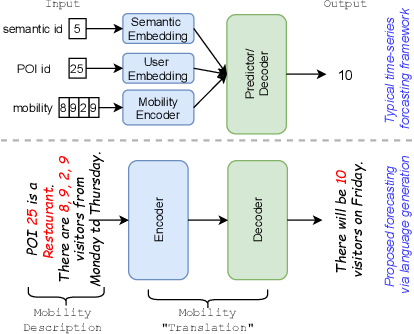 Input
Output
semantic id
5
Semantic
Embedding
POI id
25
User
Embedding
mobility
8 9 2 9
Mobility
Encoder
Predictor/
Decoder
10
Typical time-series
forcasting framework
POI 25 is a
Restaurant.
There are 8, 9, 2, 9
visitors from
Monday to Thursday.
Encoder
Decoder
There will be 10
visitors on Friday.
Proposed forecasting
via language generation
Mobility
Description
Mobility
"Translation"